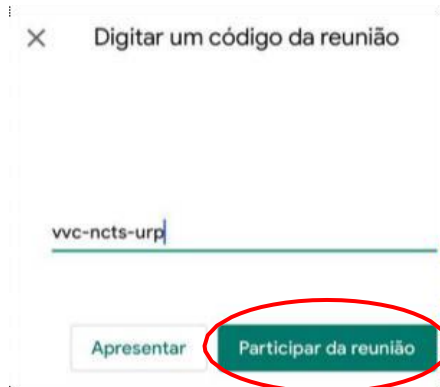 Digitar um código da reunião
vvc-ncts-urp
Apresentar
Participar da reunião